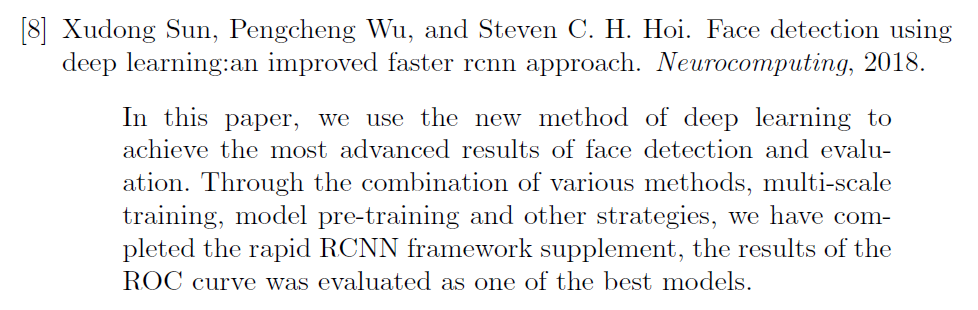 [8] Xudong Sun, Pengcheng Wu, and Steven C. H. Hoi. Face detection using
deep learning:an improved faster rcnn approach. Neurocomputing, 2018.
In this paper, we use the new method of deep learning to
achieve the most advanced results of face detection and evalu-
ation. Through the combination of various methods, multi-scale
training, model pre-training and other strategies, we have com-
pleted the rapid RCNN framework supplement, the results of the
ROC curve was evaluated as one of the best models.